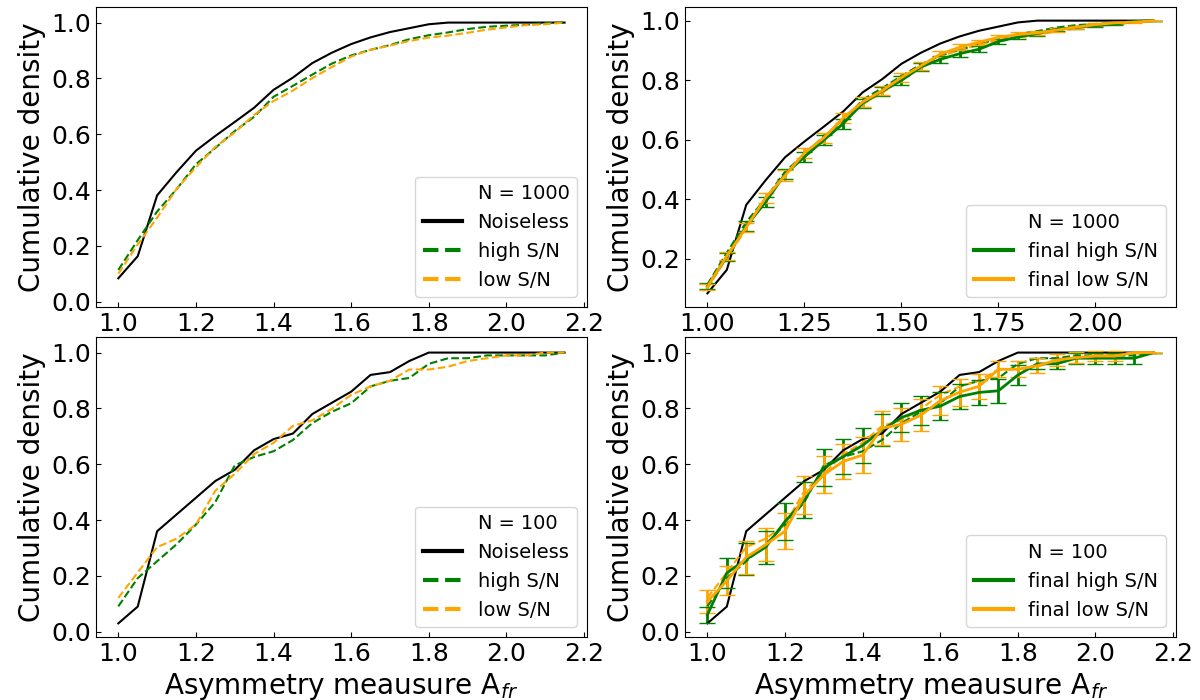 Cumulative density
1.0
0.8
0.6
0.4
0.2
0.0
N = 1000
Noiseless
high S/N
low S/N
1.0 1.2 1.4 1.6 1.8 2.0 2.2
Cumulative density
1.0
0.8
0.6
0.4
0.2
N = 1000
final high S/N
final low S/N
1.00 1.25 1.50 1.75 2.00
Cumulative density
1.0
0.8
0.6
0.4
0.2
0.0
N = 100
Noiseless
high S/N
low S/N
1.0 1.2 1.4 1.6 1.8 2.0 2.2
Asymmetry meausure A_fr
Cumulative density
1.0
0.8
0.6
0.4
0.2
0.0
N = 100
final high S/N
final low S/N
1.0 1.2 1.4 1.6 1.8 2.0 2.2
Asymmetry meausure A_fr